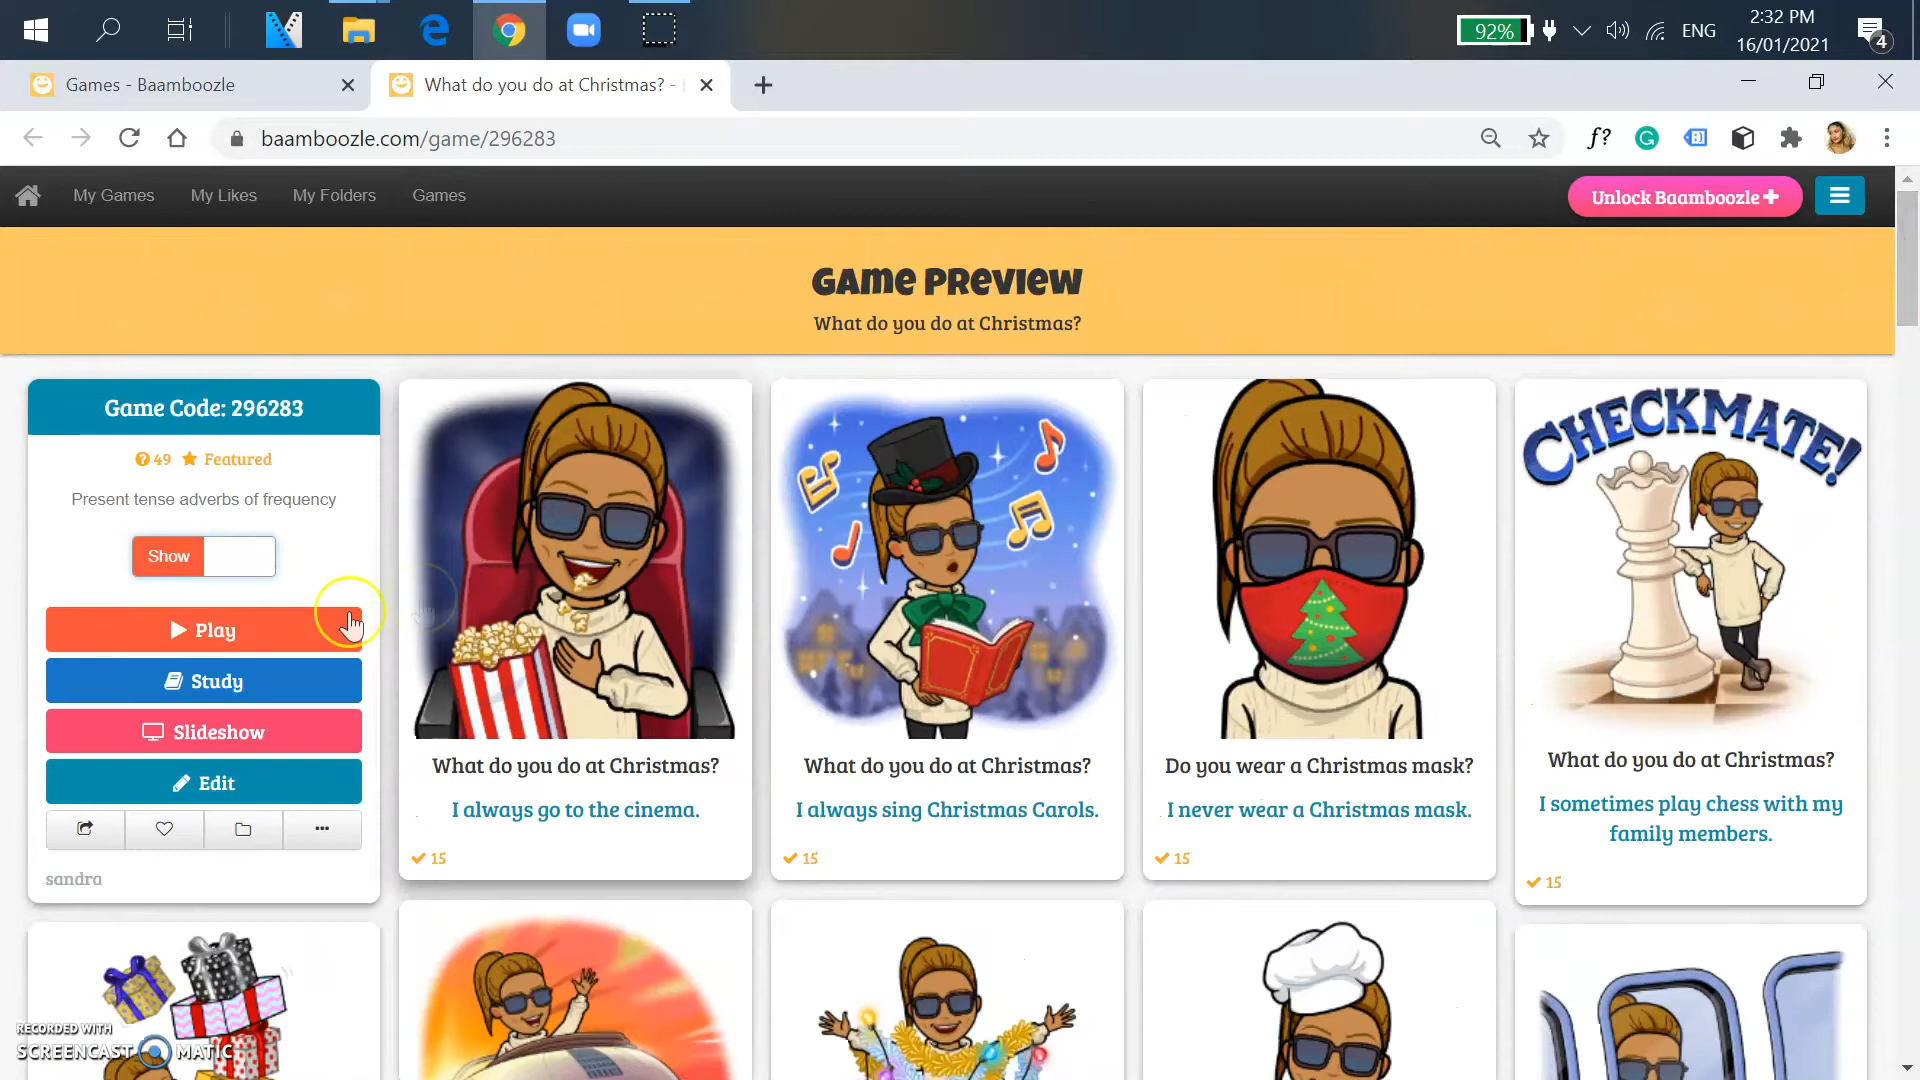 92%
ENG
2:32 PM
16/01/2021
4
Games - Baamboozle
What do you do at Christmas? -
baamboozle.com/game/296283
f?
My Games
My Likes
My Folders
Games
Unlock Baamboozle
Game Preview
What do you do at Christmas?
Game Code: 296283
49 Featured
Present tense adverbs of frequency
Show
Play
Study
Slideshow
Edit
sandra
What do you do at Christmas?
I always go to the cinema.
15
What do you do at Christmas?
I always sing Christmas Carols.
15
Do you wear a Christmas mask?
I never wear a Christmas mask.
15
CHECKMATE!
What do you do at Christmas?
I sometimes play chess with my
family members.
15
RECORDED WITH
SCREENCAST MATIC